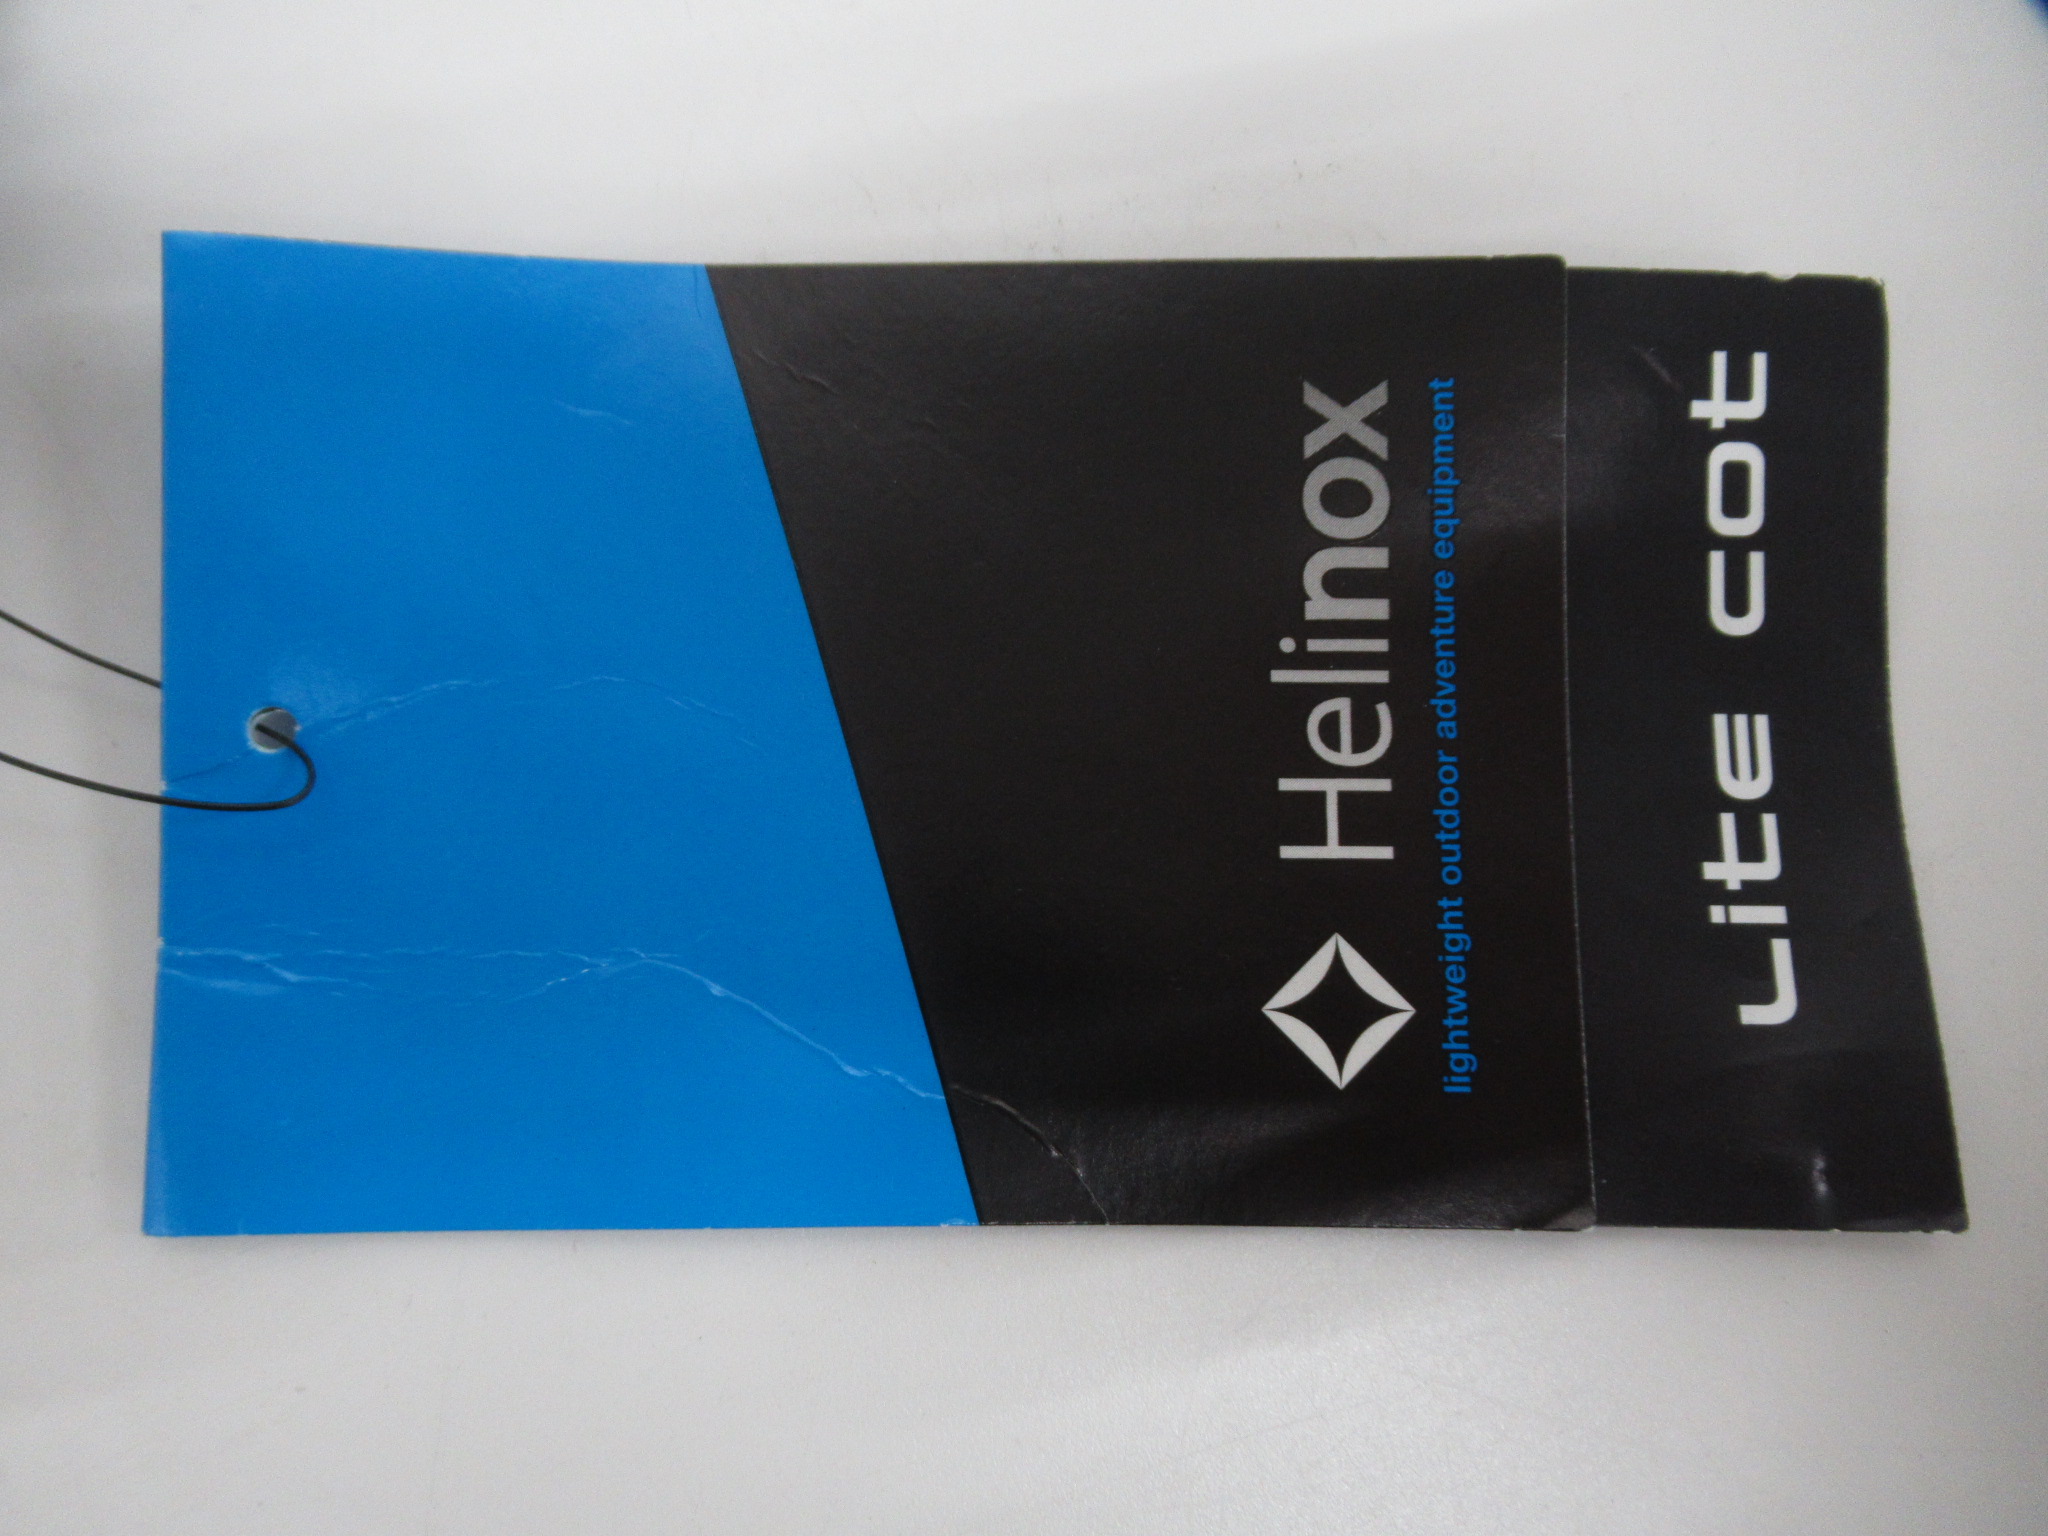 Helinox
lightweight outdoor adventure equipment
Lite cot